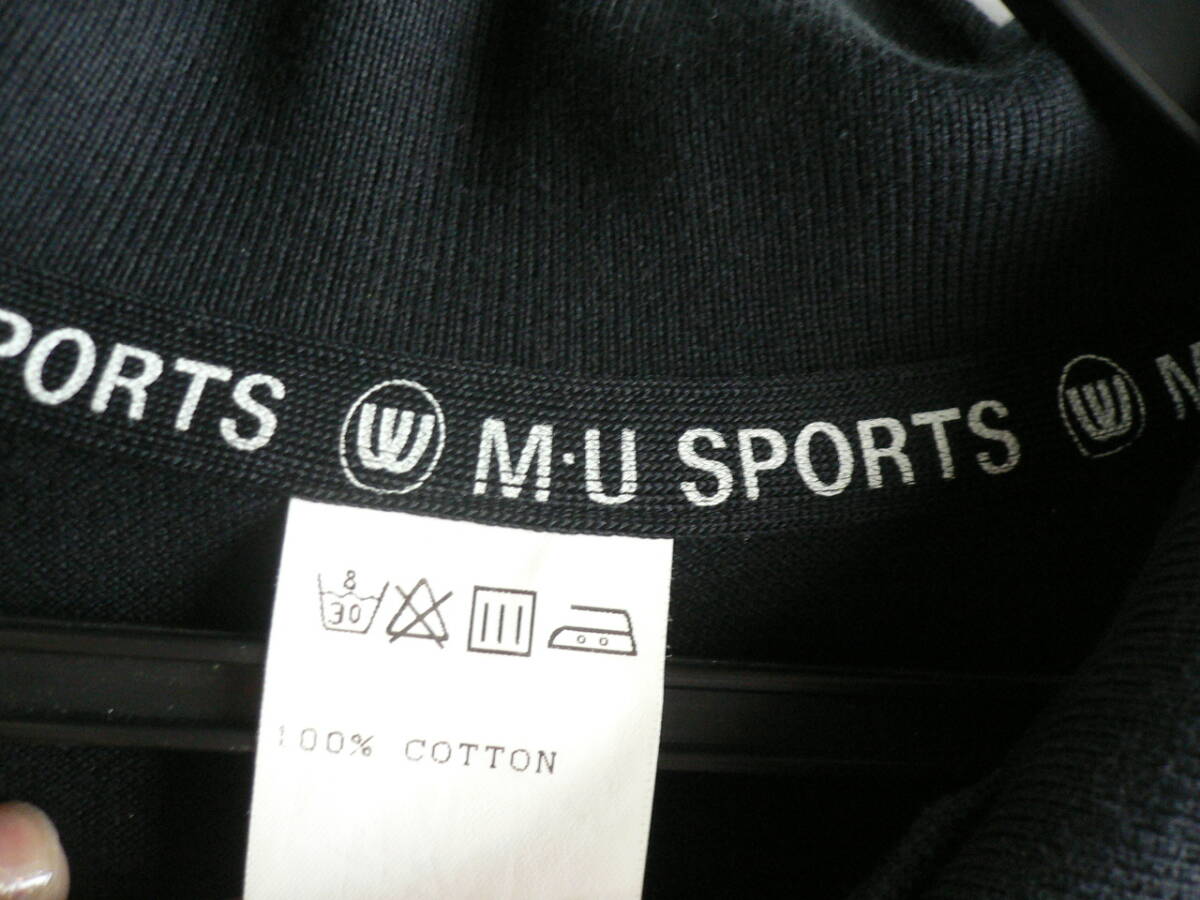 PORTS M·U SPORTS M
8
30
100% COTTON